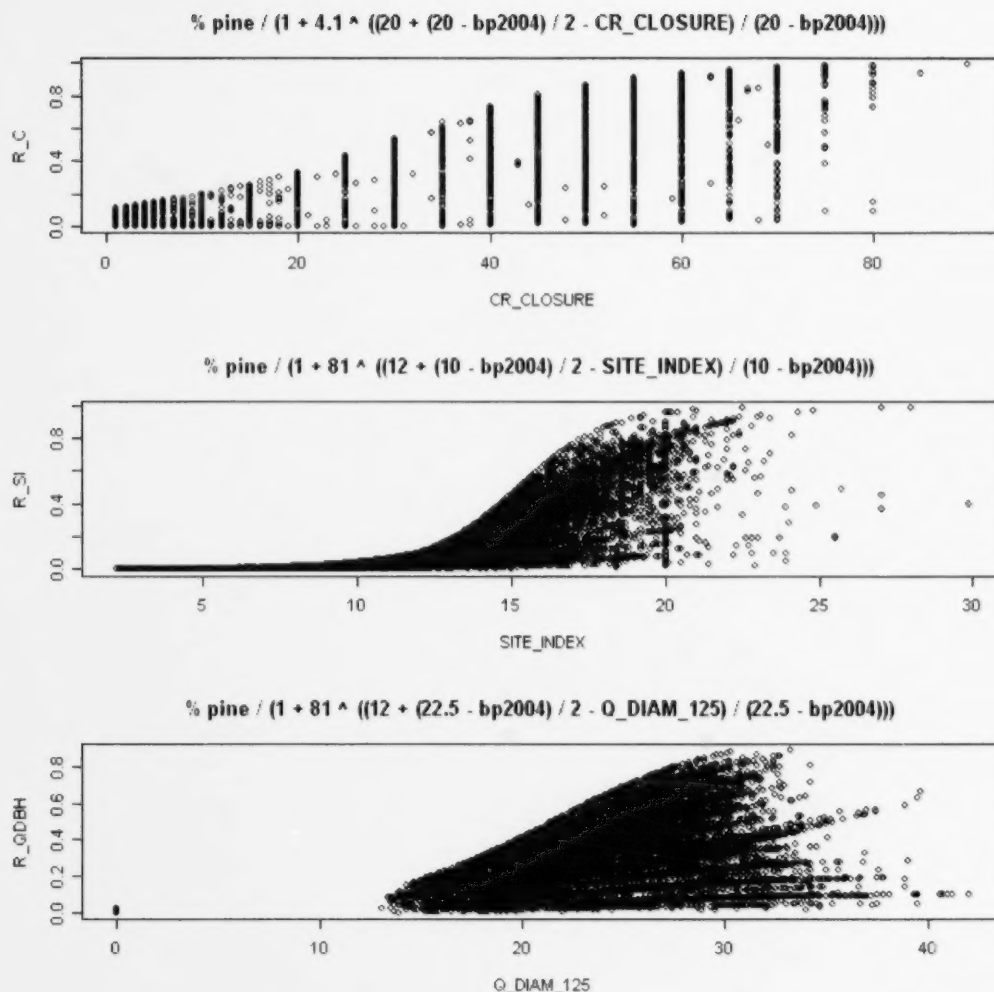 % pine / (1 + 4.1 ^ ((20 + (20 - bp2004) / 2 - CR_CLOSURE) / (20 - bp2004)))
R_C
0.0 0.4 0.8
0 20 40 60 80
CR_CLOSURE
% pine / (1 + 81 ^ ((12 + (10 - bp2004) / 2 - SITE_INDEX) / (10 - bp2004)))
R_SI
0.0 0.4 0.8
5 10 15 20 25 30
SITE_INDEX
% pine / (1 + 81 ^ ((12 + (22.5 - bp2004) / 2 - Q_DIAM_125) / (22.5 - bp2004)))
R_QDBH
0.0 0.2 0.4 0.6 0.8
0 10 20 30 40
Q_DIAM_125